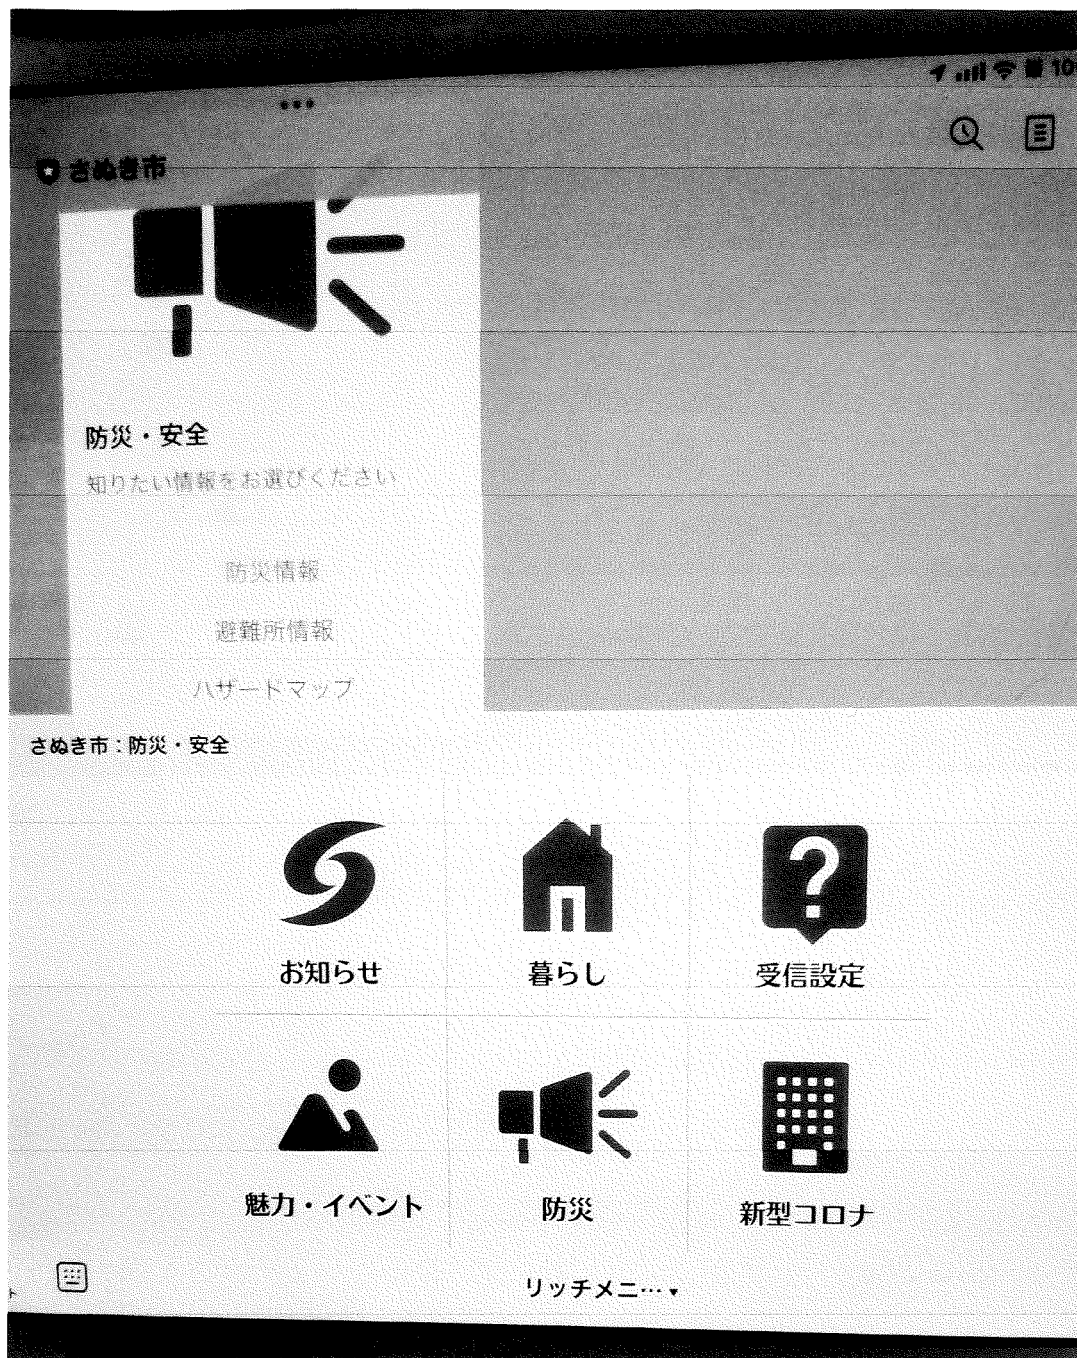 10
さぬき市
防災・安全
知りたい情報をお選びください
防災情報
避難所情報
ハザードマップ
さぬき市：防災・安全
お知らせ
暮らし
受信設定
魅力・イベント
防災
新型コロナ
リッチメニ…▼